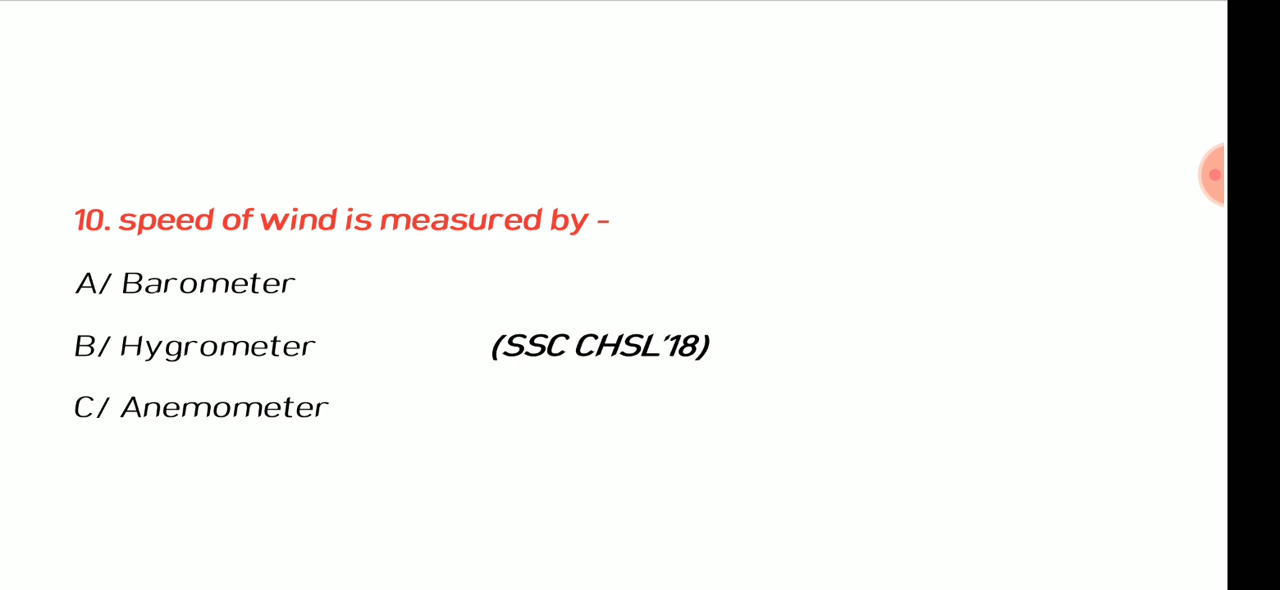 10. speed of wind is measured by -
A/ Barometer
B/ Hygrometer (SSC CHSL'18)
C/ Anemometer